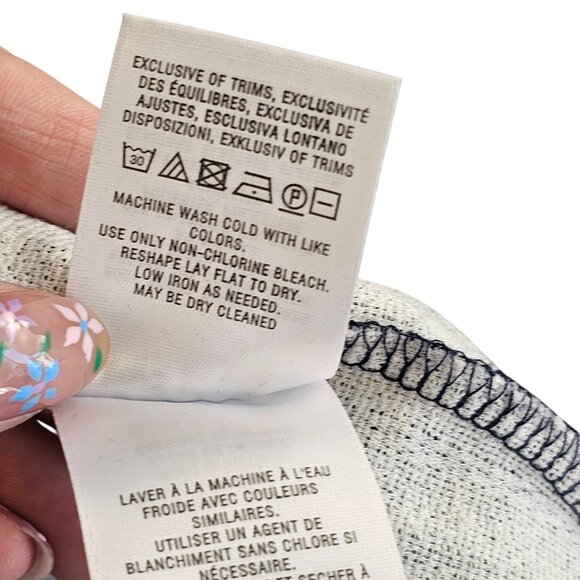 EXCLUSIVE OF TRIMS, EXCLUSIVITÉ
DES ÉQUILIBRES, EXCLUSIVA DE
AJUSTES, ESCLUSIVA LONTANO
DISPOSIZIONI, EXKLUSIV OF TRIMS
30 P
MACHINE WASH COLD WITH LIKE
COLORS.
USE ONLY NON-CHLORINE BLEACH.
RESHAPE LAY FLAT TO DRY.
LOW IRON AS NEEDED.
MAY BE DRY CLEANED
LAVER À LA MACHINE À L'EAU
FROIDE AVEC COULEURS
SIMILAIRES.
UTILISER UN AGENT DE
BLANCHIMENT SANS CHLORE SI
NÉCESSAIRE.
ET SÉCHER À